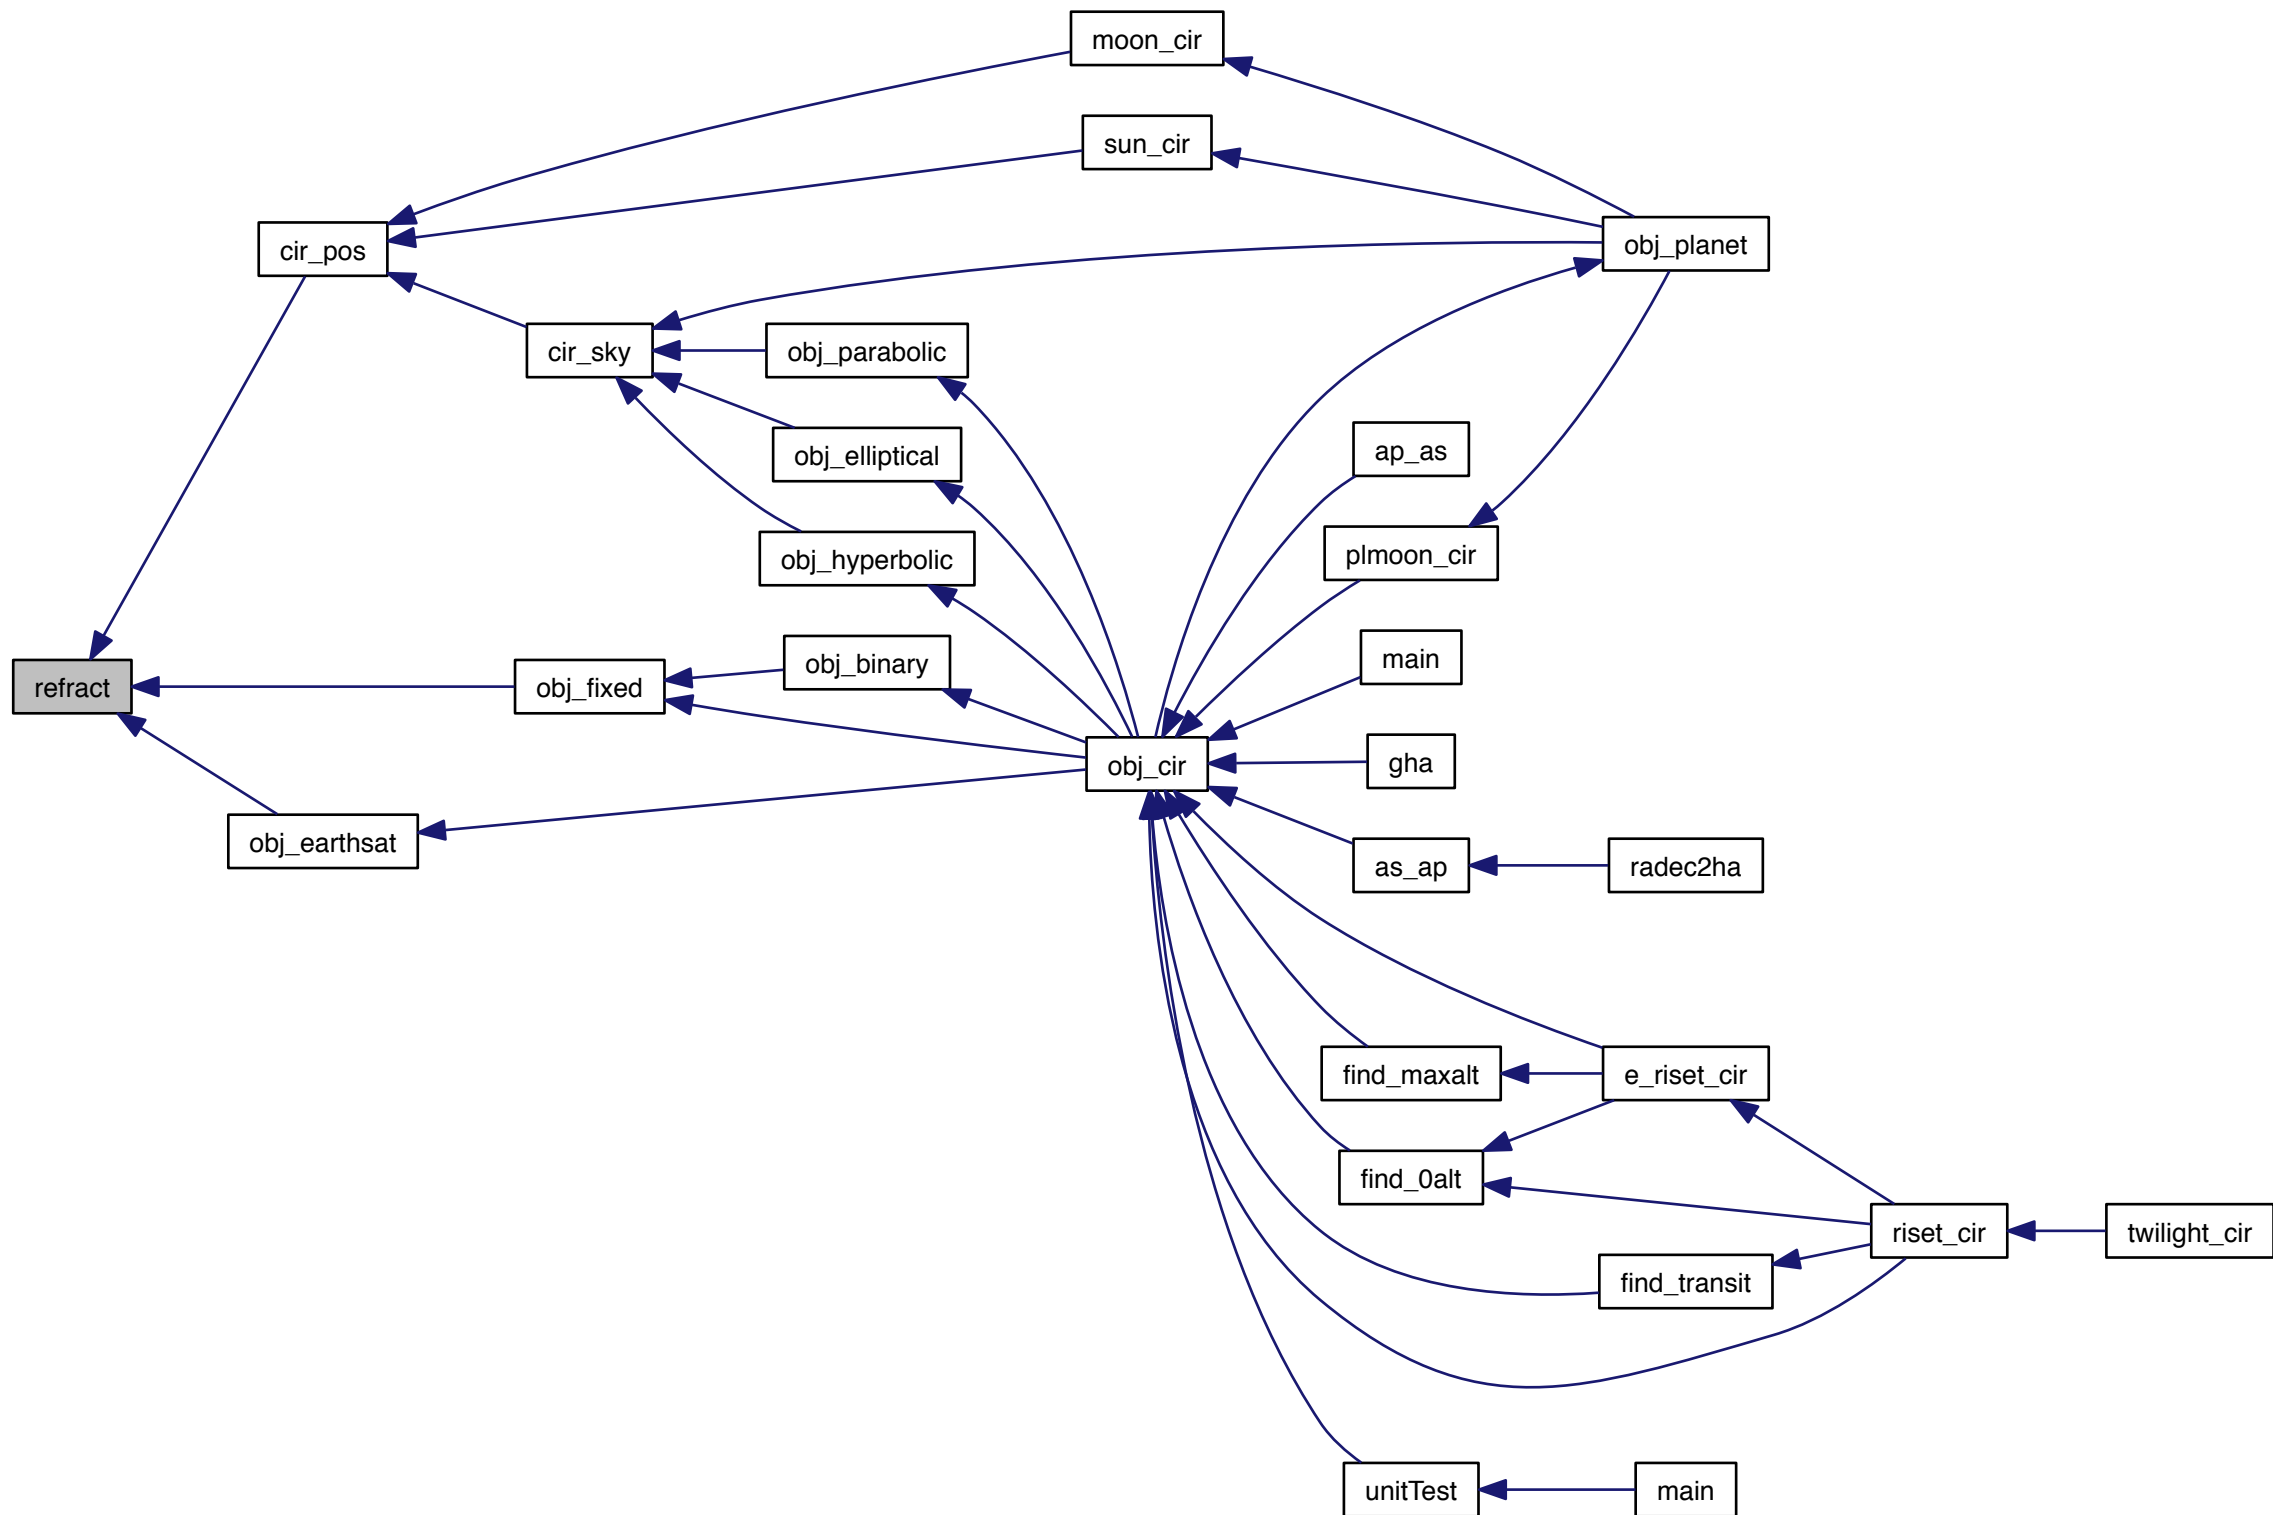 moon_cir
sun_cir
cir_pos
obj_planet
cir_sky
obj_parabolic
obj_elliptical
ap_as
obj_hyperbolic
plmoon_cir
refract
obj_fixed
obj_binary
main
obj_cir
gha
obj_earthsat
as_ap
radec2ha
find_maxalt
e_riset_cir
find_0alt
riset_cir
twilight_cir
find_transit
unitTest
main